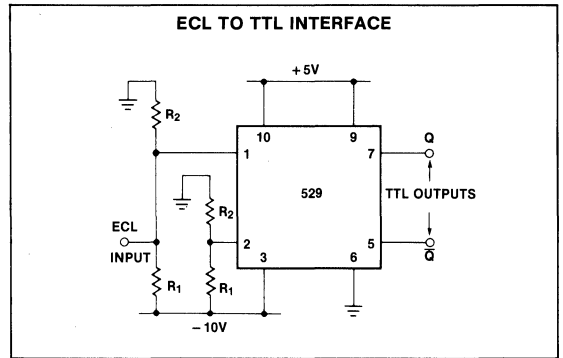 ECL TO TTL INTERFACE
+5V
R2
10 9
1 7 Q
529
TTL OUTPUTS
R2
ECL
INPUT
2 5 Q̅
R1 R1
3 6
−10V